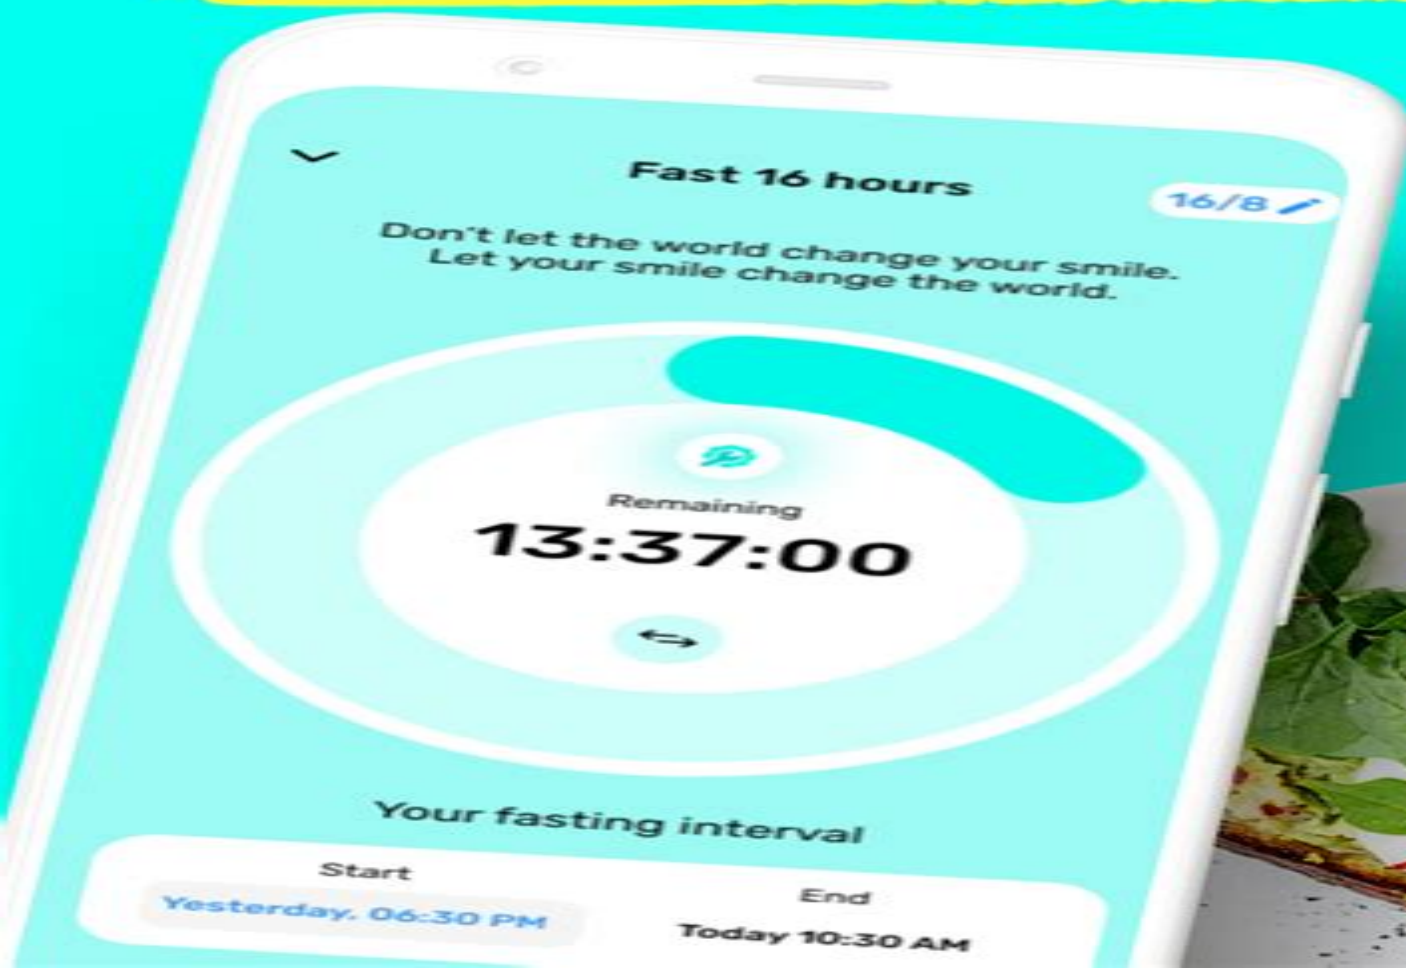 Fast 16 hours
16/8
Don't let the world change your smile.
Let your smile change the world.
Remaining
13:37:00
Your fasting interval
Start
End
Yesterday, 06:30 PM
Today 10:30 AM